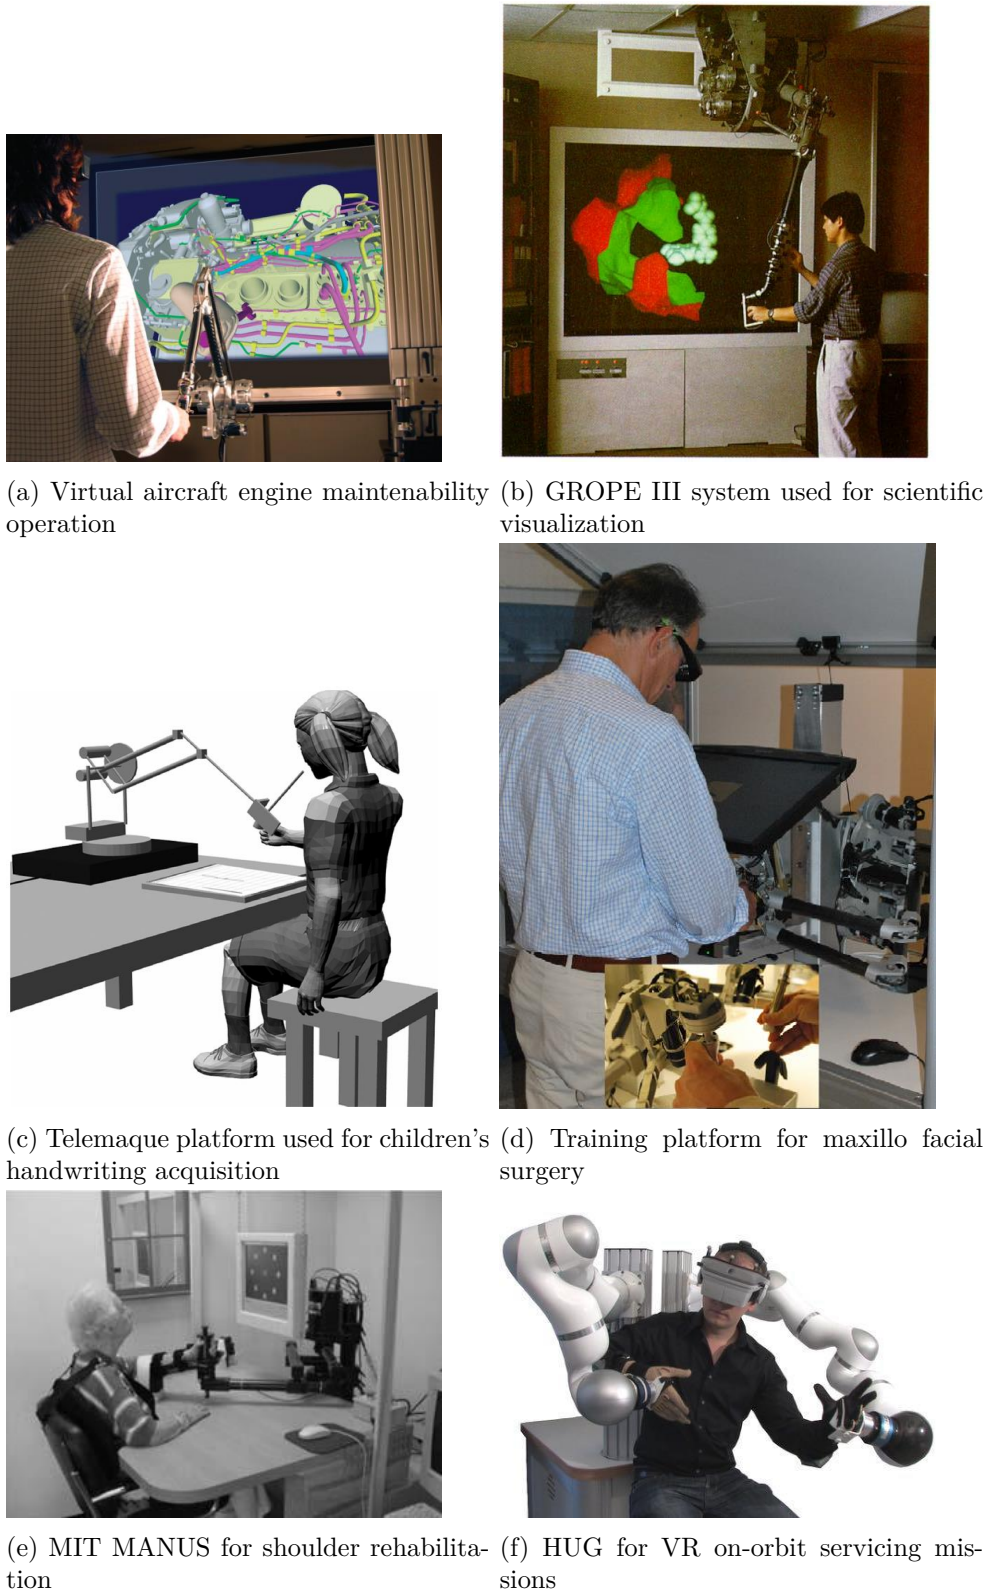 (a) Virtual aircraft engine maintenability
operation
(b) GROPE III system used for scientific
visualization
(c) Telemaque platform used for children's
handwriting acquisition
(d) Training platform for maxillo facial
surgery
(e) MIT MANUS for shoulder rehabilita-
tion
(f) HUG for VR on-orbit servicing mis-
sions